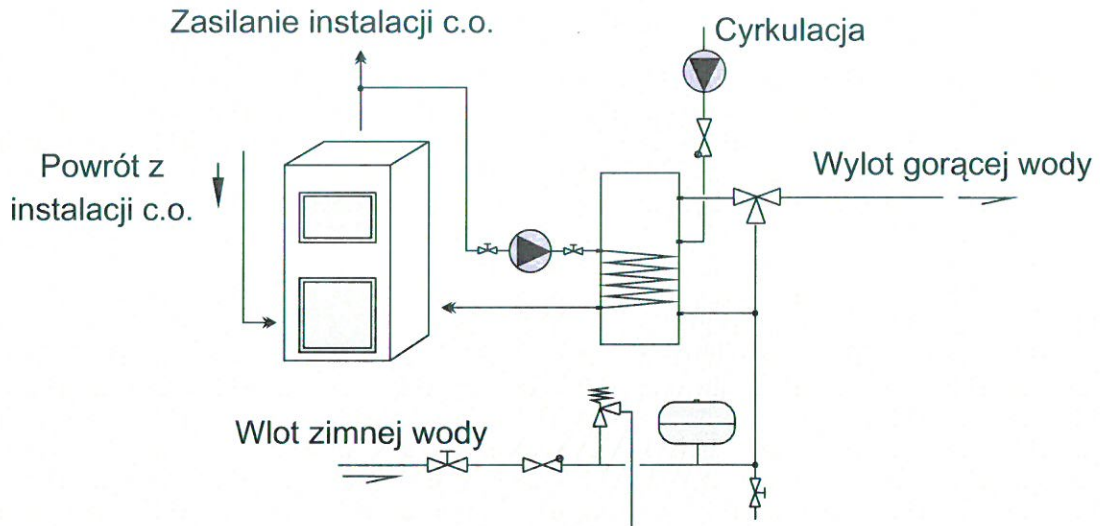 Zasilanie instalacji c.o.
Cyrkulacja
Powrót z
instalacji c.o.
Wylot gorącej wody
Wlot zimnej wody